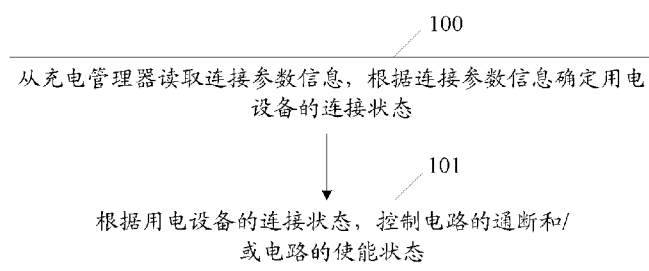 100
从充电管理器读取连接参数信息，根据连接参数信息确定用电
设备的连接状态
101
根据用电设备的连接状态，控制电路的通断和/
或电路的使能状态